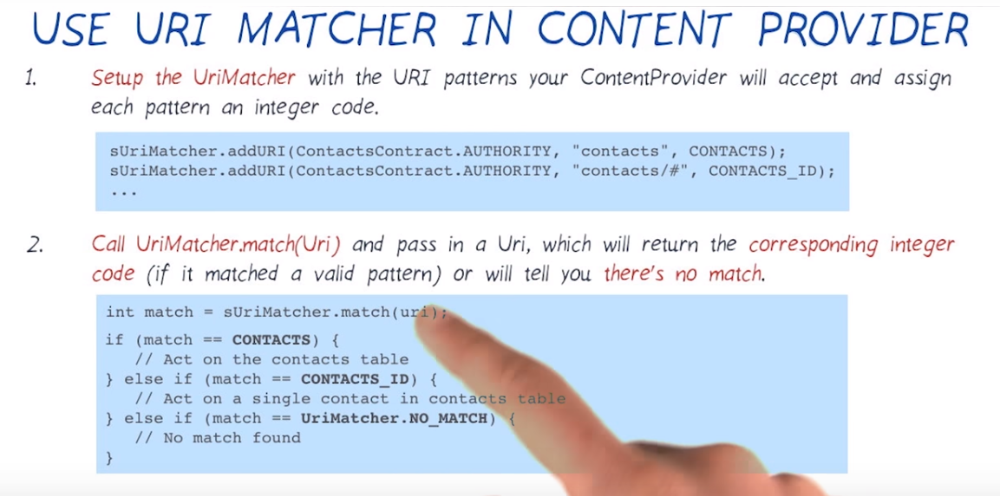 USE URI MATCHER IN CONTENT PROVIDER
1. Setup the UriMatcher with the URI patterns your ContentProvider will accept and assign
each pattern an integer code.
sUriMatcher.addURI(ContactsContract.AUTHORITY, "contacts", CONTACTS);
sUriMatcher.addURI(ContactsContract.AUTHORITY, "contacts/#", CONTACTS_ID);
...
2. Call UriMatcher.match(Uri) and pass in a Uri, which will return the corresponding integer
code (if it matched a valid pattern) or will tell you there's no match.
int match = sUriMatcher.match(uri);
if (match == CONTACTS) {
// Act on the contacts table
} else if (match == CONTACTS_ID) {
// Act on a single contact in contacts table
} else if (match == UriMatcher.NO_MATCH) {
// No match found
}